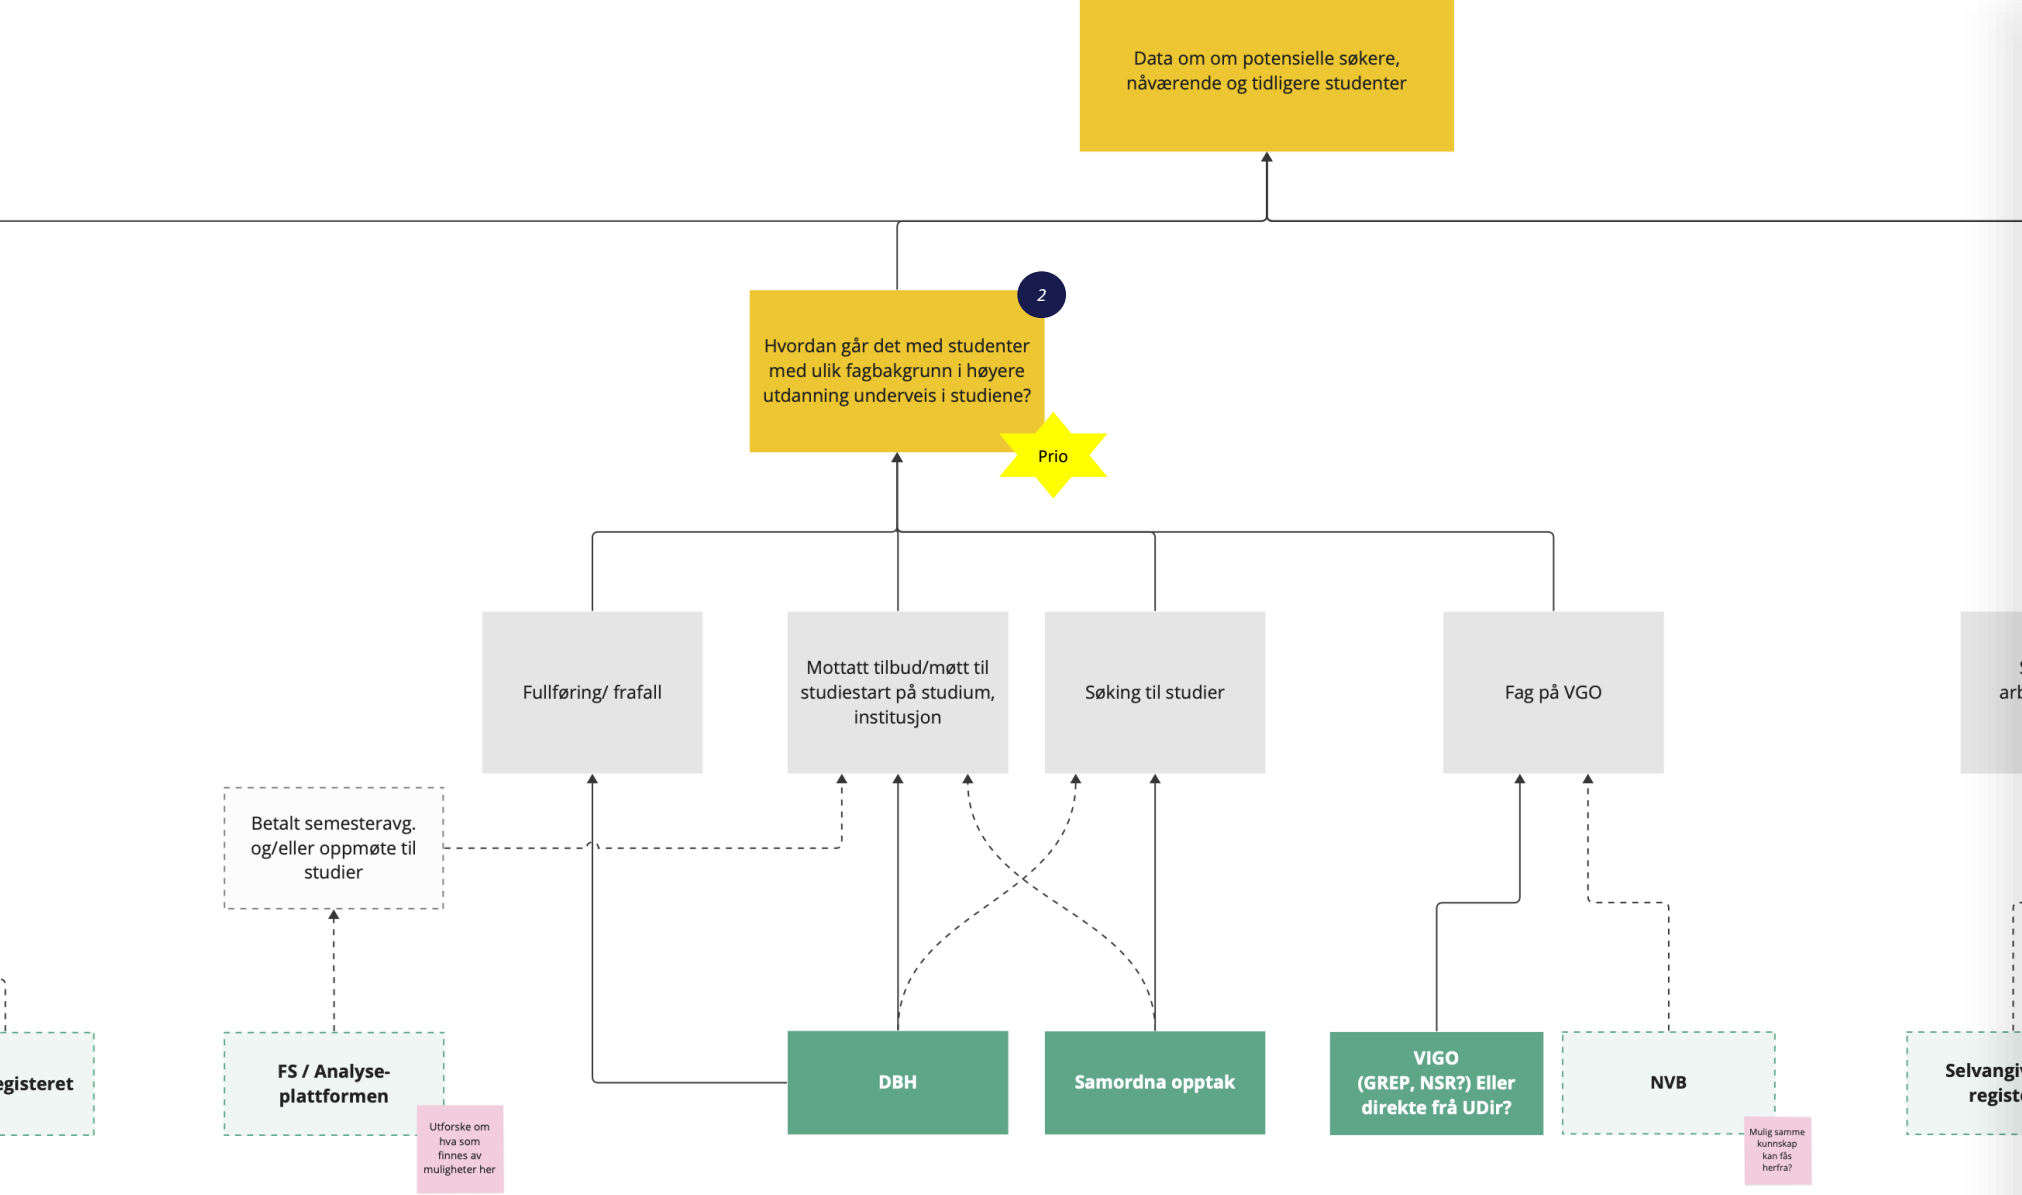 Data om om potensielle søkere,
nåværende og tidligere studenter
2
Hvordan går det med studenter
med ulik fagbakgrunn i høyere
utdanning underveis i studiene?
Prio
Fullføring/ frafall
Mottatt tilbud/møtt til
studiestart på studium,
institusjon
Søking til studier
Fag på VGO
Betalt semesteravg.
og/eller oppmøte til
studier
egisteret
FS / Analyse-
plattformen
Utforske om
hva som
finnes av
muligheter her
DBH
Samordna opptak
VIGO
(GREP, NSR?) Eller
direkte frå UDir?
NVB
Mulig samme
kunnskap
kan fås
herfra?